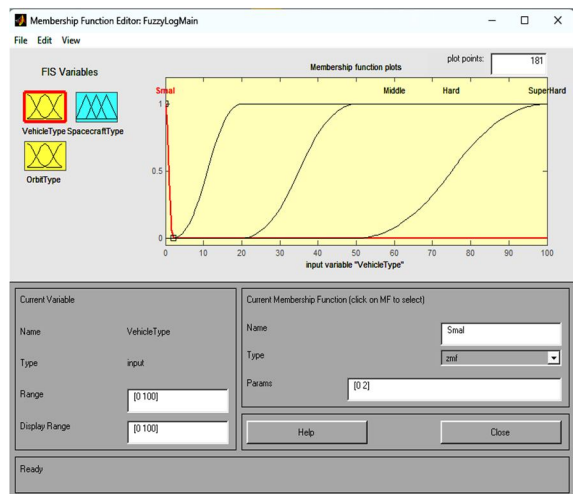 Membership Function Editor: FuzzyLogMain
File Edit View
FIS Variables
VehicleType SpacecraftType
OrbitType
Membership function plots
plot points: 181
Smal Middle Hard SuperHard
1
0.5
0
0 10 20 30 40 50 60 70 80 90 100
input variable "VehicleType"
Current Variable
Name VehicleType
Type input
Range [0 100]
Display Range [0 100]
Current Membership Function (click on MF to select)
Name Smal
Type zmf
Params [0 2]
Help Close
Ready